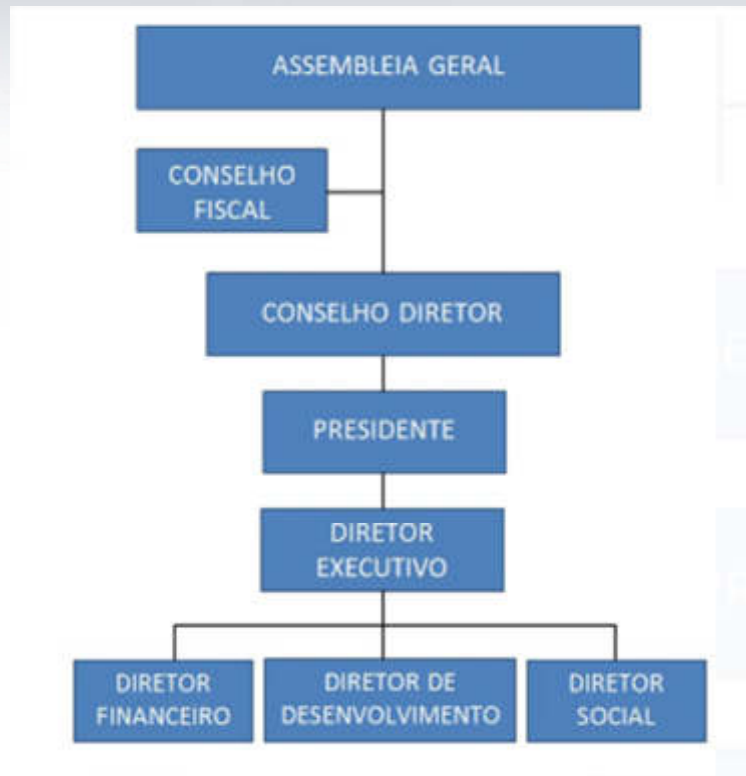 ASSEMBLEIA GERAL
CONSELHO
FISCAL
CONSELHO DIRETOR
PRESIDENTE
DIRETOR
EXECUTIVO
DIRETOR
FINANCEIRO
DIRETOR DE
DESENVOLVIMENTO
DIRETOR
SOCIAL